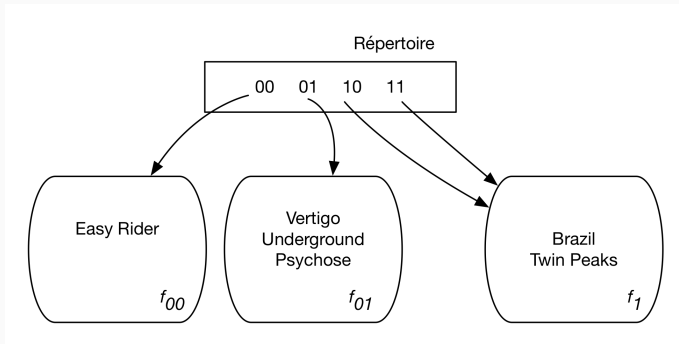 Répertoire
00 01 10 11
Easy Rider
f00
Vertigo
Underground
Psychose
f01
Brazil
Twin Peaks
f1